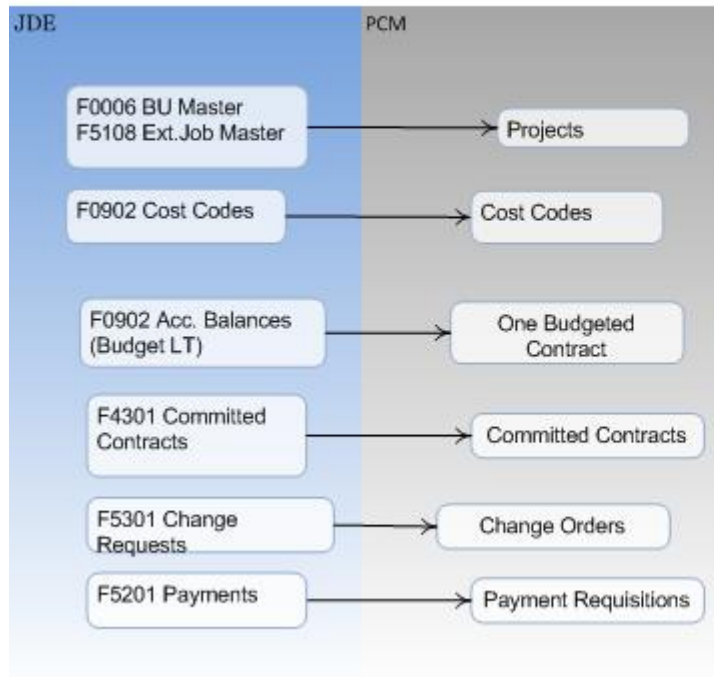 JDE
PCM
F0006 BU Master
F5108 Ext.Job Master
Projects
F0902 Cost Codes
Cost Codes
F0902 Acc. Balances
(Budget LT)
One Budgeted
Contract
F4301 Committed
Contracts
Committed Contracts
F5301 Change
Requests
Change Orders
F5201 Payments
Payment Requisitions